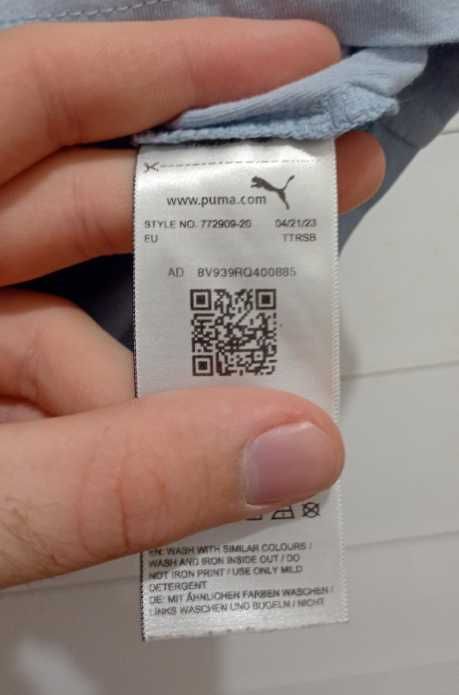 www.puma.com
STYLE NO. 772909-20 04/21/23
EU TTRSB
AD BV939RQ400885
EN: WASH WITH SIMILAR COLOURS /
WASH AND IRON INSIDE OUT / DO
NOT IRON PRINT / USE ONLY MILD
DETERGENT
DE: MIT ÄHNLICHEN FARBEN WASCHEN /
LINKS WASCHEN UND BÜGELN / NICHT